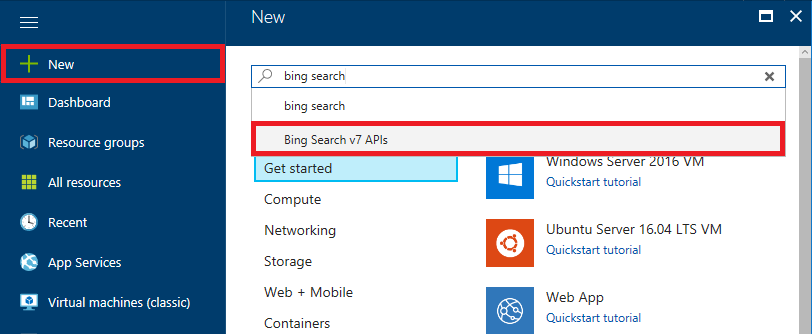 New
New
Dashboard
Resource groups
All resources
Recent
App Services
Virtual machines (classic)
bing search
bing search
Bing Search v7 APIs
Get started
Compute
Networking
Storage
Web + Mobile
Containers
Windows Server 2016 VM
Quickstart tutorial
Ubuntu Server 16.04 LTS VM
Quickstart tutorial
Web App
Quickstart tutorial